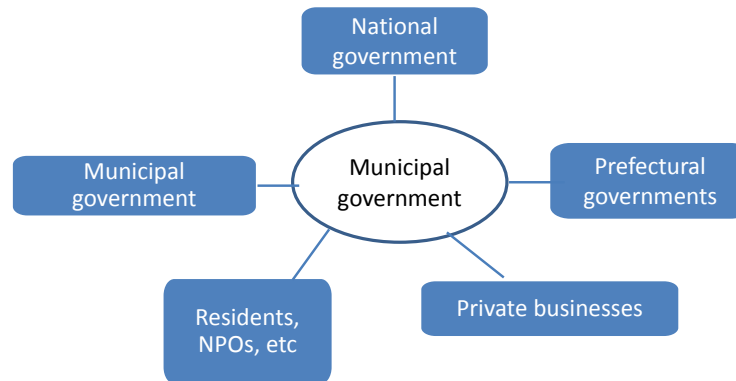 National
government
Municipal
government
Municipal
government
Prefectural
governments
Residents,
NPOs, etc
Private businesses